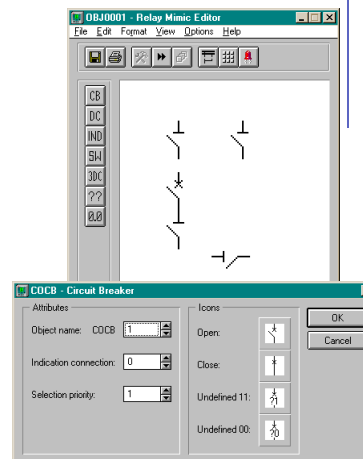 OBJ0001 - Relay Mimic Editor
File Edit Format View Options Help
CB
DC
IND
SW
3DC
??
0.0
COCB - Circuit Breaker
Attributes
Object name: COCB 1
Indication connection: 0
Selection priority: 1
Icons
Open:
Close:
Undefined 11: ?1
Undefined 00: ?0
OK
Cancel